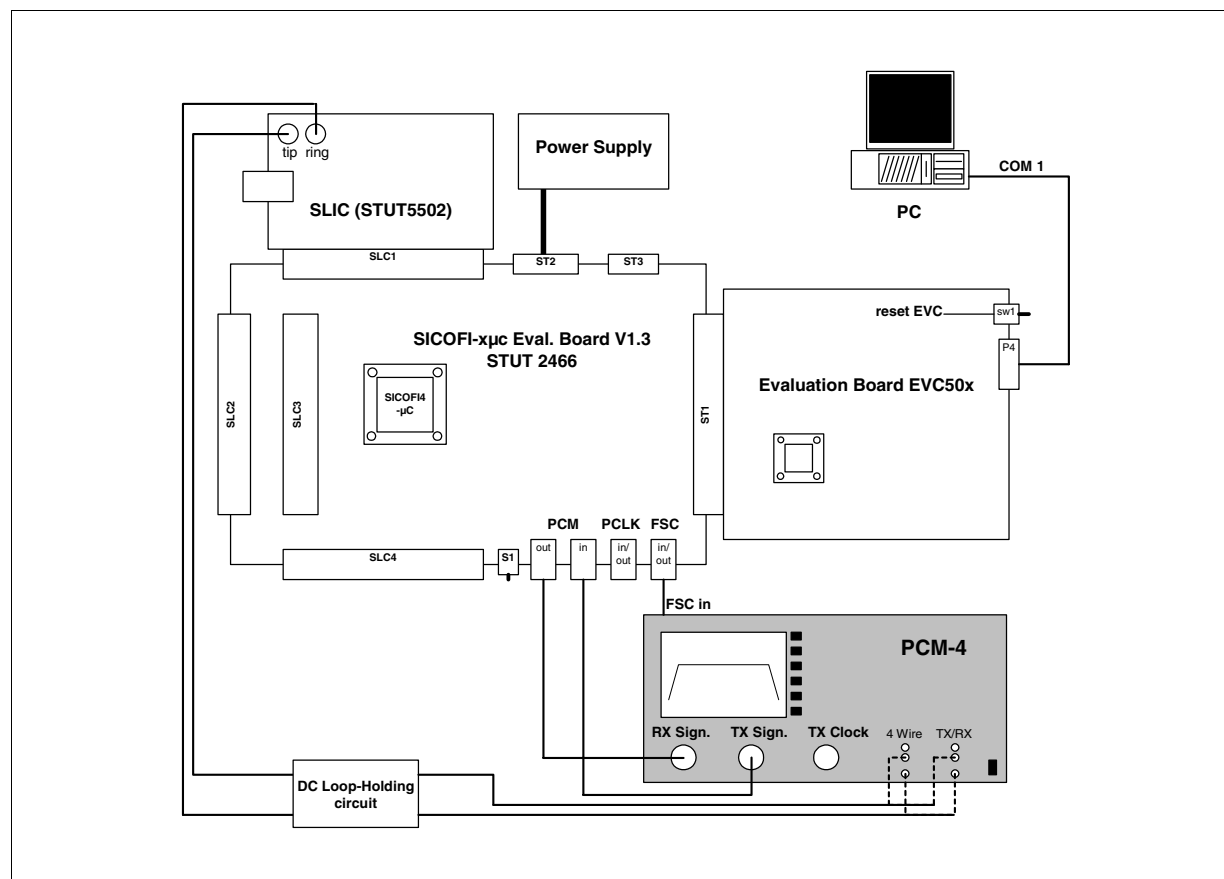 tip ring
SLIC (STUT5502)
Power Supply
COM 1
PC
SLC1
ST2
ST3
reset EVC
sw1
P4
SICOFI-xµc Eval. Board V1.3
STUT 2466
Evaluation Board EVC50x
SLC2
SLC3
SICOFI4
-µC
ST1
PCM
PCLK
FSC
out
in
in/
out
in/
out
SLC4
S1
FSC in
PCM-4
RX Sign.
TX Sign.
TX Clock
4 Wire
TX/RX
DC Loop-Holding
circuit